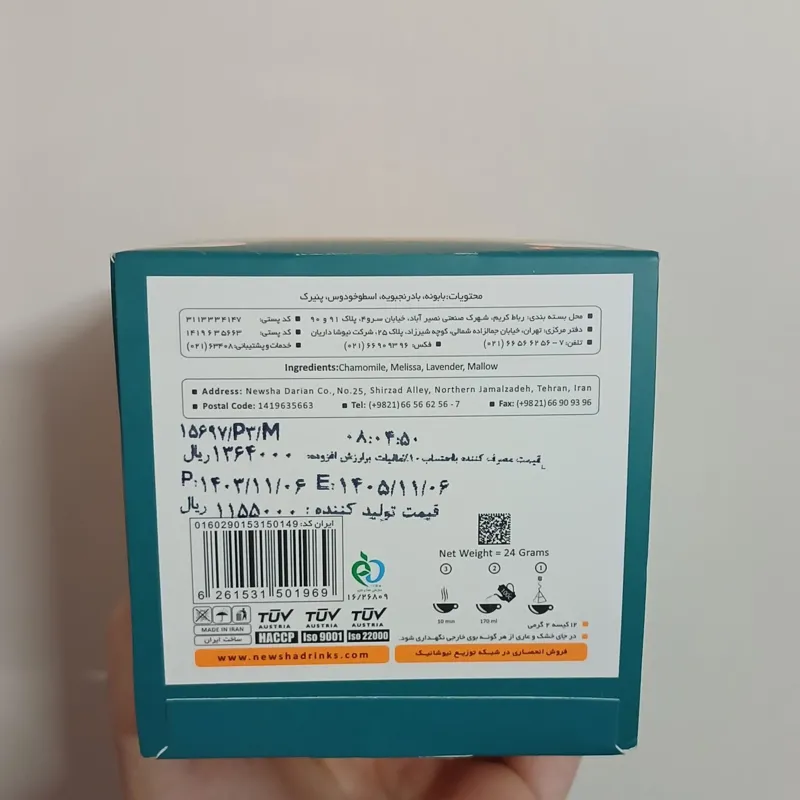 محتویات: بابونه، بادرنجبویه، اسطوخودوس، پنیرک
محل بسته بندی: رباط کریم، شهرک صنعتی نصیر آباد، خیابان سرو۴، پلاک ۹۱ و ۹۰ کد پستی: ۳۱۱۳۳۳۴۱۴۷
دفتر مرکزی: تهران، خیابان جمالزاده شمالی، کوچه شیرزاد، پلاک ۲۵، شرکت نیوشا داریان کد پستی: ۱۴۱۹۶۳۵۶۶۳
تلفن: ۷ – ۶۶ ۵۶ ۶۲ ۵۶ (۰۲۱) فکس: ۶۶ ۹۰ ۹۳ ۹۶ (۰۲۱) خدمات و پشتیبانی: ۶۳۴۰۸ (۰۲۱)
Ingredients:Chamomile, Melissa, Lavender, Mallow
Address: Newsha Darian Co., No.25, Shirzad Alley, Northern Jamalzadeh, Tehran, Iran
Postal Code: 1419635663 Tel: (+9821) 66 56 62 56 - 7 Fax: (+9821) 66 90 93 96
۱۵۶۹۷/P۳/M ۰۸:۰۴:۵۰
قیمت مصرف کننده بااحتساب ۱۰٪مالیات برارزش افزوده: ۱۳۶۴۰۰۰ ریال
P:۱۴۰۳/۱۱/۰۶ E:۱۴۰۵/۱۱/۰۶
قیمت تولید کننده: ۱۱۵۵۰۰۰ ریال
ایران کد: 0160290153150149
6 261531 501969
۱۶/۲۶۸۰۹
Net Weight = 24 Grams
3 2 1
10 min 170 ml
MADE IN IRAN
ساخت ایران
TÜV AUSTRIA HACCP
TÜV AUSTRIA Iso 9001
TÜV AUSTRIA Iso 22000
۱۲کیسه ۲ گرمی
در جای خشک و عاری از هر گونه بوی خارجی نگهداری شود.
www.newshadrinks.com
فروش انحصاری در شبکه توزیع نیوشانیک